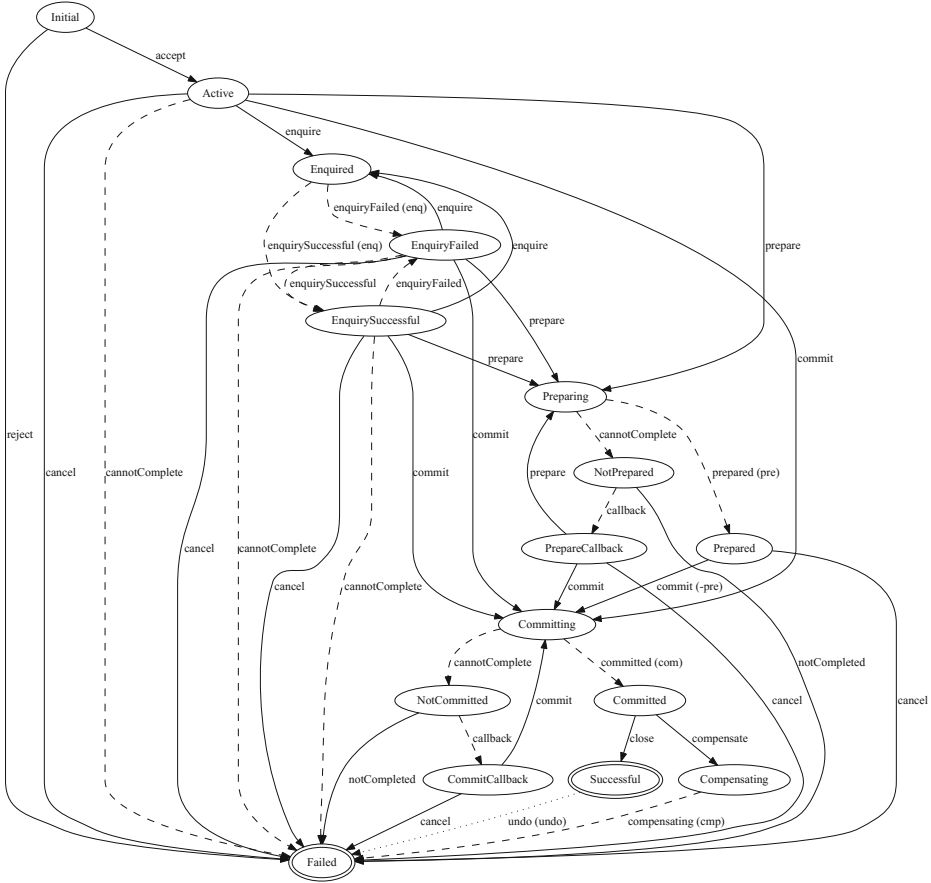 Initial
accept
Active
enquire
Enquired
enquiryFailed (enq)
enquire
enquirySuccessful (enq)
EnquiryFailed
enquire
prepare
enquirySuccessful
enquiryFailed
EnquirySuccessful
prepare
prepare
commit
Preparing
reject
cancel
cannotComplete
commit
commit
cannotComplete
prepare
NotPrepared
prepared (pre)
callback
cancel
cannotComplete
PrepareCallback
Prepared
cancel
cannotComplete
commit
commit (-pre)
Committing
cannotComplete
committed (com)
notCompleted
NotCommitted
commit
Committed
cancel
cancel
callback
close
compensate
notCompleted
CommitCallback
Successful
Compensating
cancel
undo (undo)
compensating (cmp)
Failed